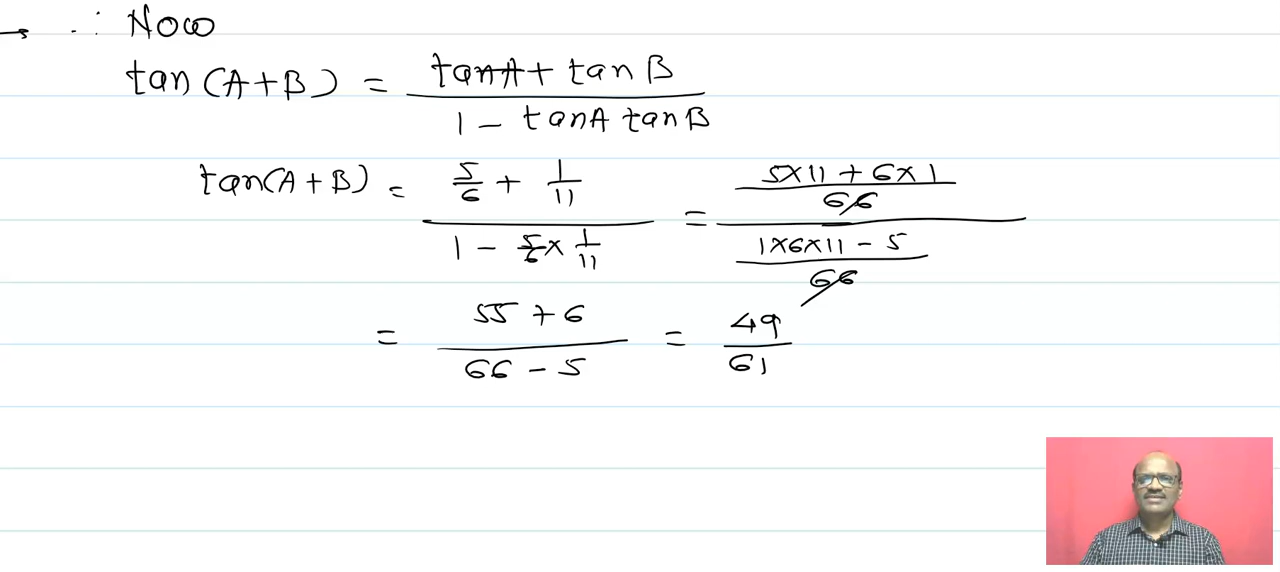 → ∴ Now
tan(A+B) = (tanA + tanB) / (1 - tanA tanB)
tan(A+B) = (5/6 + 1/11) / (1 - 5/6 × 1/11) = ((5×11 + 6×1)/66) / ((1×6×11 - 5)/66)
= (55 + 6) / (66 - 5) = 49/61